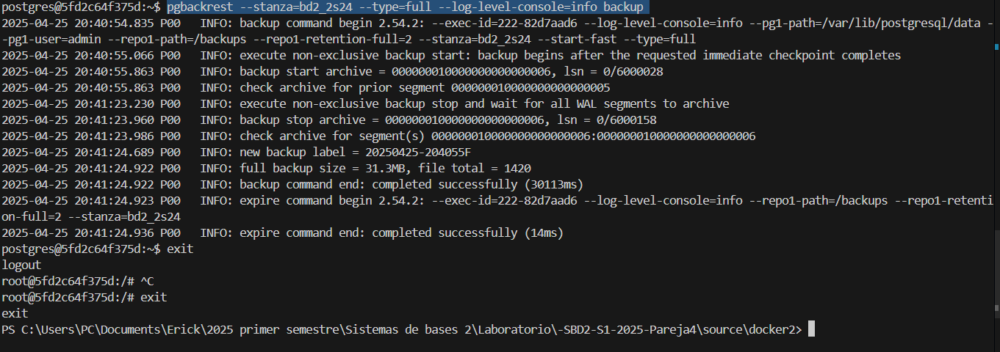 postgres@5fd2c64f375d:~$ pgbackrest --stanza=bd2_2s24 --type=full --log-level-console=info backup
2025-04-25 20:40:54.835 P00   INFO: backup command begin 2.54.2: --exec-id=222-82d7aad6 --log-level-console=info --pg1-path=/var/lib/postgresql/data -
-pg1-user=admin --repo1-path=/backups --repo1-retention-full=2 --stanza=bd2_2s24 --start-fast --type=full
2025-04-25 20:40:55.066 P00   INFO: execute non-exclusive backup start: backup begins after the requested immediate checkpoint completes
2025-04-25 20:40:55.863 P00   INFO: backup start archive = 000000010000000000000006, lsn = 0/6000028
2025-04-25 20:40:55.863 P00   INFO: check archive for prior segment 000000010000000000000005
2025-04-25 20:41:23.230 P00   INFO: execute non-exclusive backup stop and wait for all WAL segments to archive
2025-04-25 20:41:23.960 P00   INFO: backup stop archive = 000000010000000000000006, lsn = 0/6000158
2025-04-25 20:41:23.986 P00   INFO: check archive for segment(s) 000000010000000000000006:000000010000000000000006
2025-04-25 20:41:24.689 P00   INFO: new backup label = 20250425-204055F
2025-04-25 20:41:24.922 P00   INFO: full backup size = 31.3MB, file total = 1420
2025-04-25 20:41:24.922 P00   INFO: backup command end: completed successfully (30113ms)
2025-04-25 20:41:24.923 P00   INFO: expire command begin 2.54.2: --exec-id=222-82d7aad6 --log-level-console=info --repo1-path=/backups --repo1-retenti
on-full=2 --stanza=bd2_2s24
2025-04-25 20:41:24.936 P00   INFO: expire command end: completed successfully (14ms)
postgres@5fd2c64f375d:~$ exit
logout
root@5fd2c64f375d:/# ^C
root@5fd2c64f375d:/# exit
exit
PS C:\Users\PC\Documents\Erick\2025 primer semestre\Sistemas de bases 2\Laboratorio\-SBD2-S1-2025-Pareja4\source\docker2>